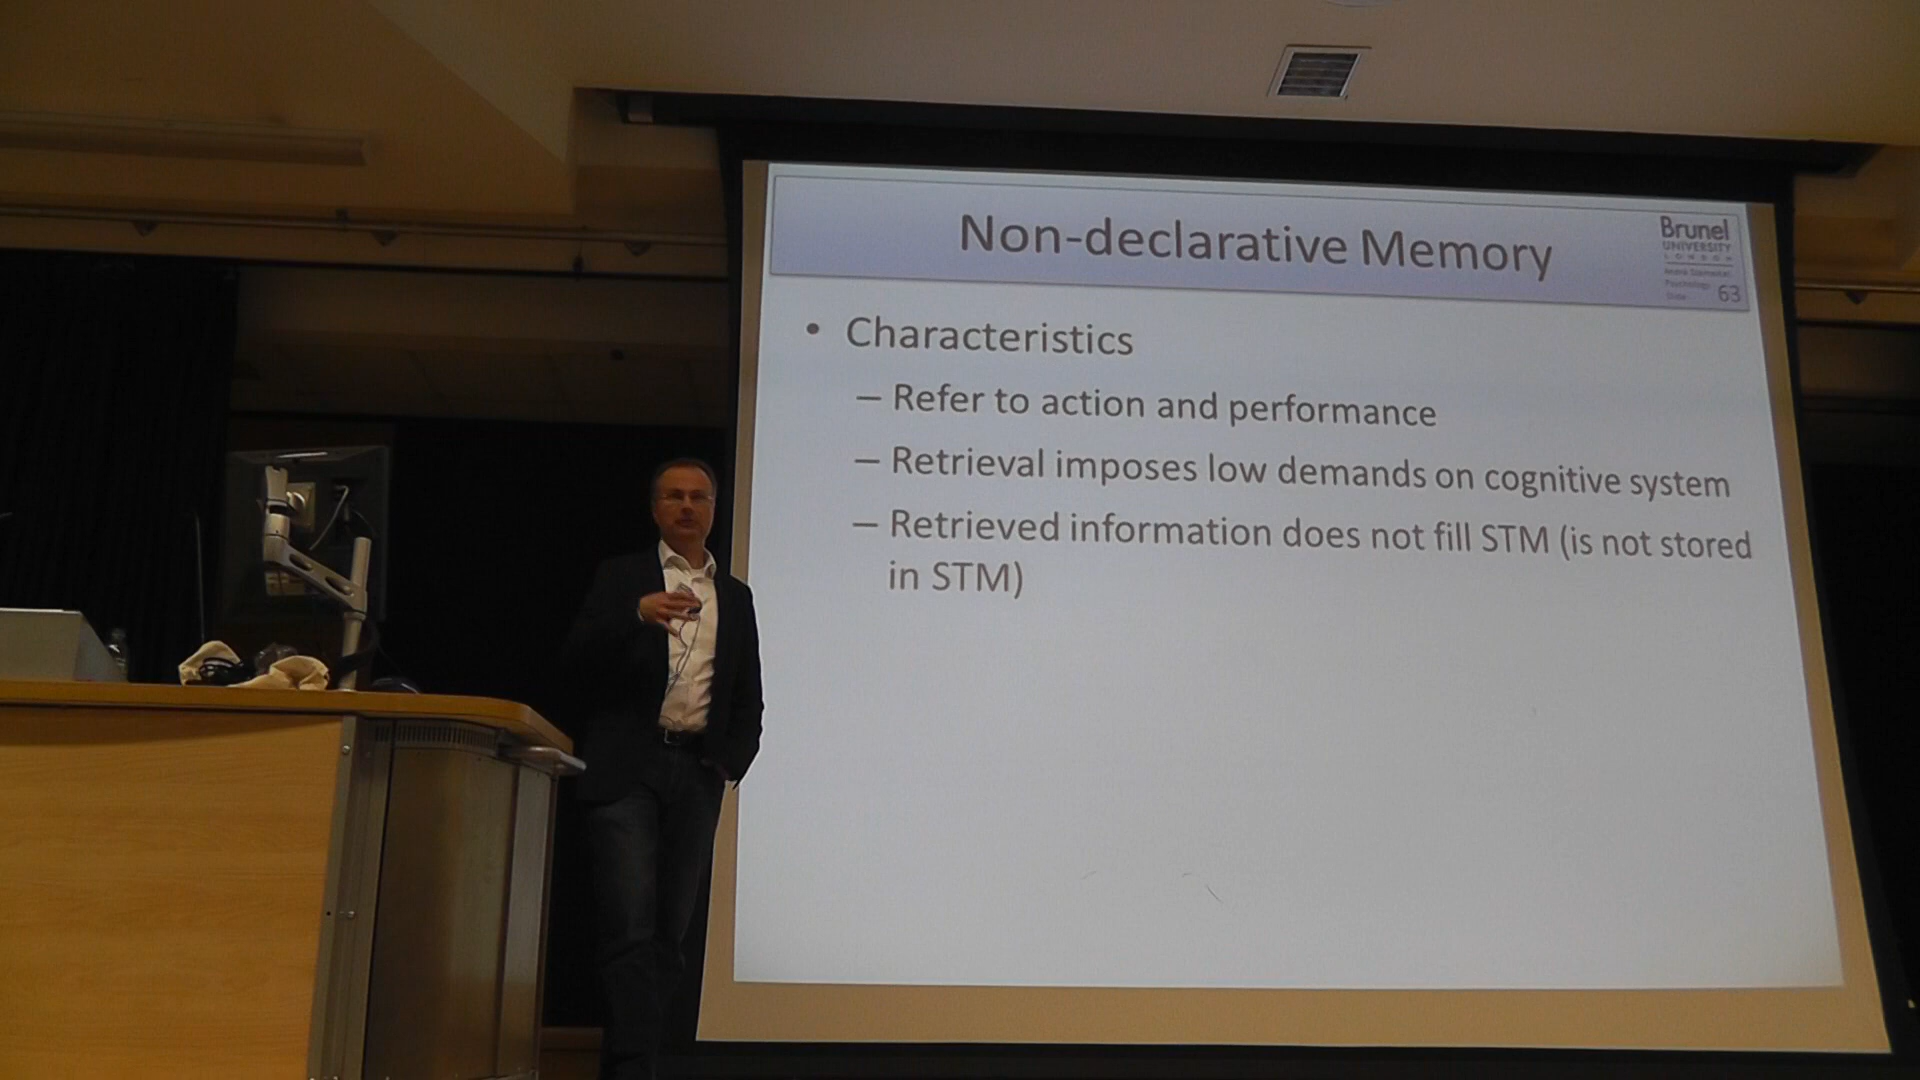 Non-declarative Memory
Brunel
UNIVERSITY
LONDON
Psychology
Slide 63
• Characteristics
– Refer to action and performance
– Retrieval imposes low demands on cognitive system
– Retrieved information does not fill STM (is not stored
in STM)